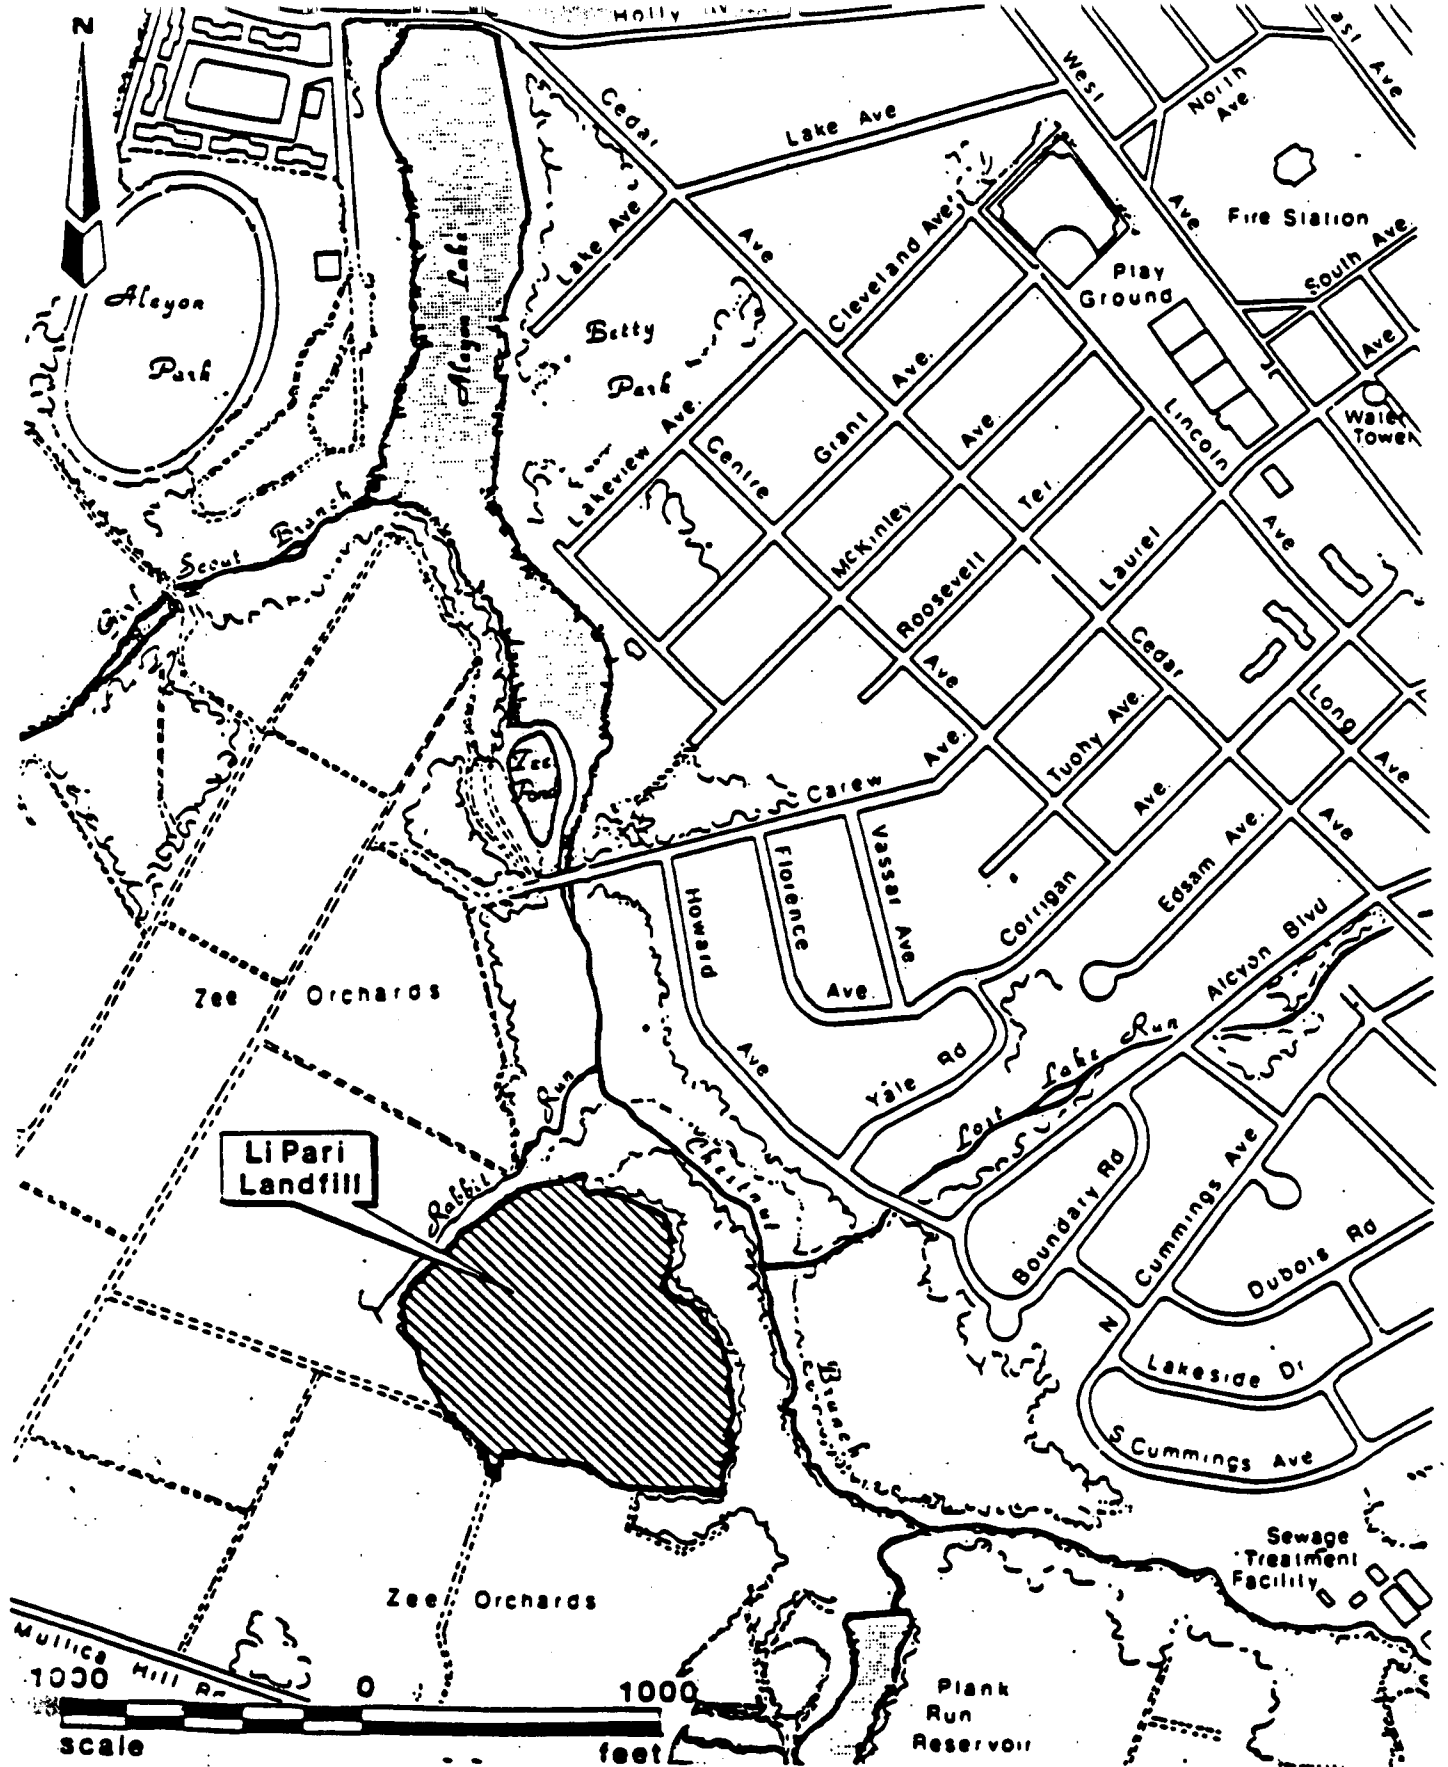 N
Holly
West
North
Ave
East Ave
Cedar
Lake Ave
Ave
Fire Station
South Ave
Lake Ave
Ave
Cleveland Ave
Play
Ground
Alcyon
Park
Alcyon Lake
Betty
Park
Ave.
Ave
Water
Tower
Lakeview Ave.
Centre
Grant
Ave
Lincoln
Girl Scout Branch
McKinley
Ter.
Ave
Roosevelt
Laurel
Ave
Cedar
Long
Tuohy Ave.
Ave
Carew
Ave.
Ave
Edsam Ave.
Ave
Vassar Ave
Florence
Howard
Corrigan
Alcyon Blvd
Zee Orchards
Ave.
Lost Lake Run
Ave
Yale Rd
Run
Rabbit
Li Pari
Landfill
Chestnut
Boundary Rd
Cummings Ave
Dubois Rd
N
Lakeside Dr
Branch
S Cummings Ave
Sewage
Treatment
Facility
Zee Orchards
Mullica Hill
1000 0 1000
scale feet
Plank
Run
Reservoir